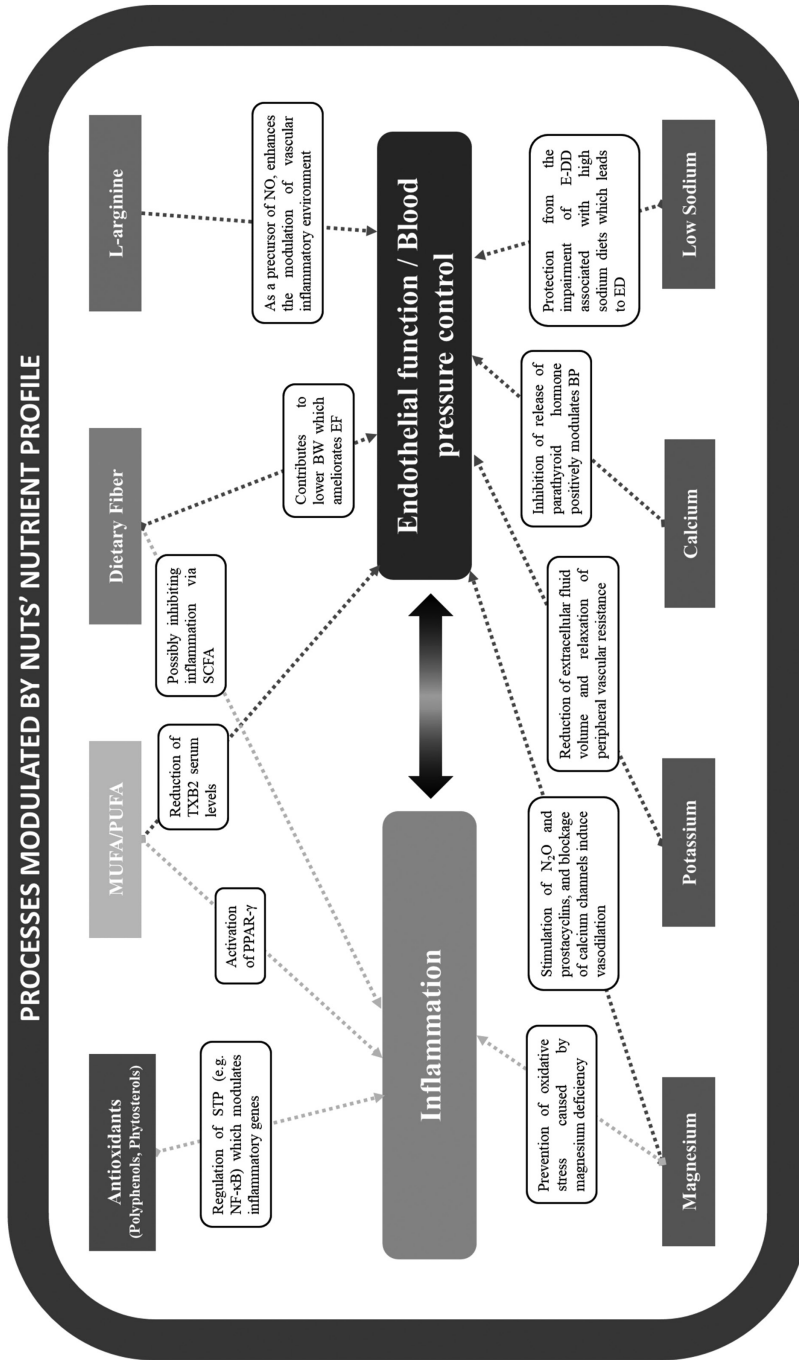 PROCESSES MODULATED BY NUTS' NUTRIENT PROFILE
Antioxidants
(Polyphenols, Phytosterols)
MUFA/PUFA
Dietary Fiber
L-arginine
Regulation of STP (e.g.
NF-κB) which modulates
inflammatory genes
Activation
of PPAR-γ
Reduction of
TXB2 serum
levels
Possibly inhibiting
inflammation via
SCFA
Contributes to
lower BW which
ameliorates EF
As a precursor of NO, enhances
the modulation of vascular
inflammatory environment
Inflammation
Endothelial function / Blood
pressure control
Prevention of oxidative
stress caused by
magnesium deficiency
Stimulation of N₂O and
prostacyclins, and blockage
of calcium channels induce
vasodilation
Reduction of extracellular fluid
volume and relaxation of
peripheral vascular resistance
Inhibition of release of
parathyroid hormone
positively modulates BP
Protection from the
impairment of E-DD
associated with high
sodium diets which leads
to ED
Magnesium
Potassium
Calcium
Low Sodium